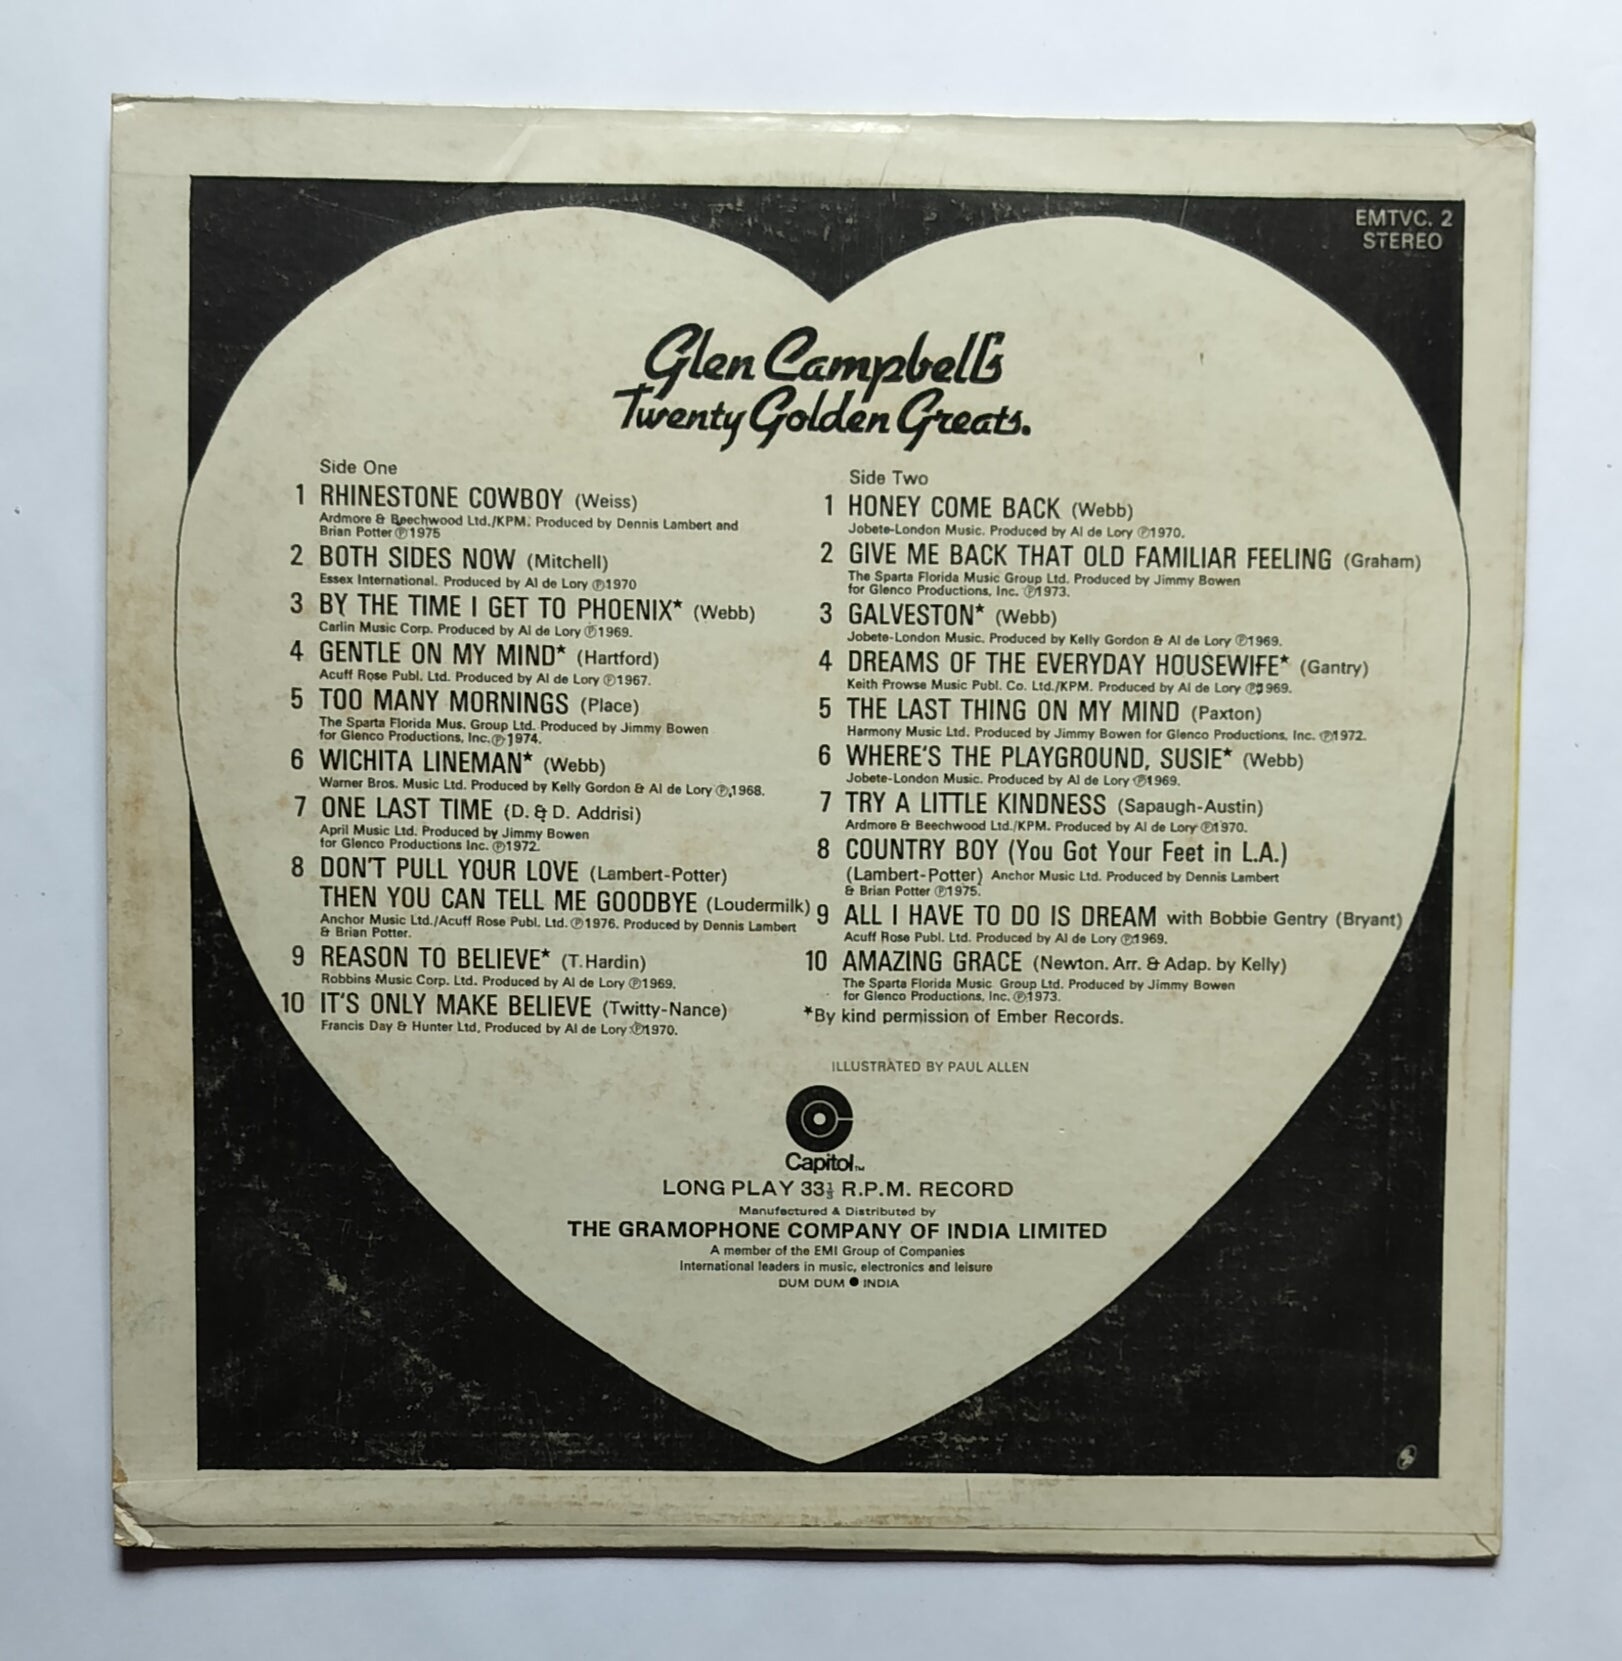 EMTVC. 2
STEREO
Glen Campbell's
Twenty Golden Greats.
Side One
1 RHINESTONE COWBOY (Weiss)
Ardmore & Beechwood Ltd./KPM. Produced by Dennis Lambert and
Brian Potter ℗1975
2 BOTH SIDES NOW (Mitchell)
Essex International. Produced by Al de Lory ℗1970
3 BY THE TIME I GET TO PHOENIX* (Webb)
Carlin Music Corp. Produced by Al de Lory ℗1969.
4 GENTLE ON MY MIND* (Hartford)
Acuff Rose Publ. Ltd. Produced by Al de Lory ℗1967.
5 TOO MANY MORNINGS (Place)
The Sparta Florida Mus. Group Ltd. Produced by Jimmy Bowen
for Glenco Productions, Inc. ℗1974.
6 WICHITA LINEMAN* (Webb)
Warner Bros. Music Ltd. Produced by Kelly Gordon & Al de Lory ℗1968.
7 ONE LAST TIME (D. & D. Addrisi)
April Music Ltd. Produced by Jimmy Bowen
for Glenco Productions Inc. ℗1972.
8 DON'T PULL YOUR LOVE (Lambert-Potter)
THEN YOU CAN TELL ME GOODBYE (Loudermilk)
Anchor Music Ltd./Acuff Rose Publ. Ltd. ℗1976. Produced by Dennis Lambert
& Brian Potter.
9 REASON TO BELIEVE* (T.Hardin)
Robbins Music Corp. Ltd. Produced by Al de Lory ℗1969.
10 IT'S ONLY MAKE BELIEVE (Twitty-Nance)
Francis Day & Hunter Ltd. Produced by Al de Lory ℗1970.
Side Two
1 HONEY COME BACK (Webb)
Jobete-London Music. Produced by Al de Lory ℗1970.
2 GIVE ME BACK THAT OLD FAMILIAR FEELING (Graham)
The Sparta Florida Music Group Ltd. Produced by Jimmy Bowen
for Glenco Productions, Inc. ℗1973.
3 GALVESTON* (Webb)
Jobete-London Music. Produced by Kelly Gordon & Al de Lory ℗1969.
4 DREAMS OF THE EVERYDAY HOUSEWIFE* (Gantry)
Keith Prowse Music Publ. Co. Ltd./KPM. Produced by Al de Lory ℗1969.
5 THE LAST THING ON MY MIND (Paxton)
Harmony Music Ltd. Produced by Jimmy Bowen for Glenco Productions, Inc. ℗1972.
6 WHERE'S THE PLAYGROUND, SUSIE* (Webb)
Jobete-London Music. Produced by Al de Lory ℗1969.
7 TRY A LITTLE KINDNESS (Sapaugh-Austin)
Ardmore & Beechwood Ltd./KPM. Produced by Al de Lory ℗1970.
8 COUNTRY BOY (You Got Your Feet in L.A.)
(Lambert-Potter) Anchor Music Ltd. Produced by Dennis Lambert
& Brian Potter ℗1975.
9 ALL I HAVE TO DO IS DREAM with Bobbie Gentry (Bryant)
Acuff Rose Publ. Ltd. Produced by Al de Lory ℗1969.
10 AMAZING GRACE (Newton. Arr. & Adap. by Kelly)
The Sparta Florida Music Group Ltd. Produced by Jimmy Bowen
for Glenco Productions, Inc. ℗1973.
*By kind permission of Ember Records.
ILLUSTRATED BY PAUL ALLEN
Capitol™
LONG PLAY 33⅓ R.P.M. RECORD
Manufactured & Distributed by
THE GRAMOPHONE COMPANY OF INDIA LIMITED
A member of the EMI Group of Companies
International leaders in music, electronics and leisure
DUM DUM ● INDIA